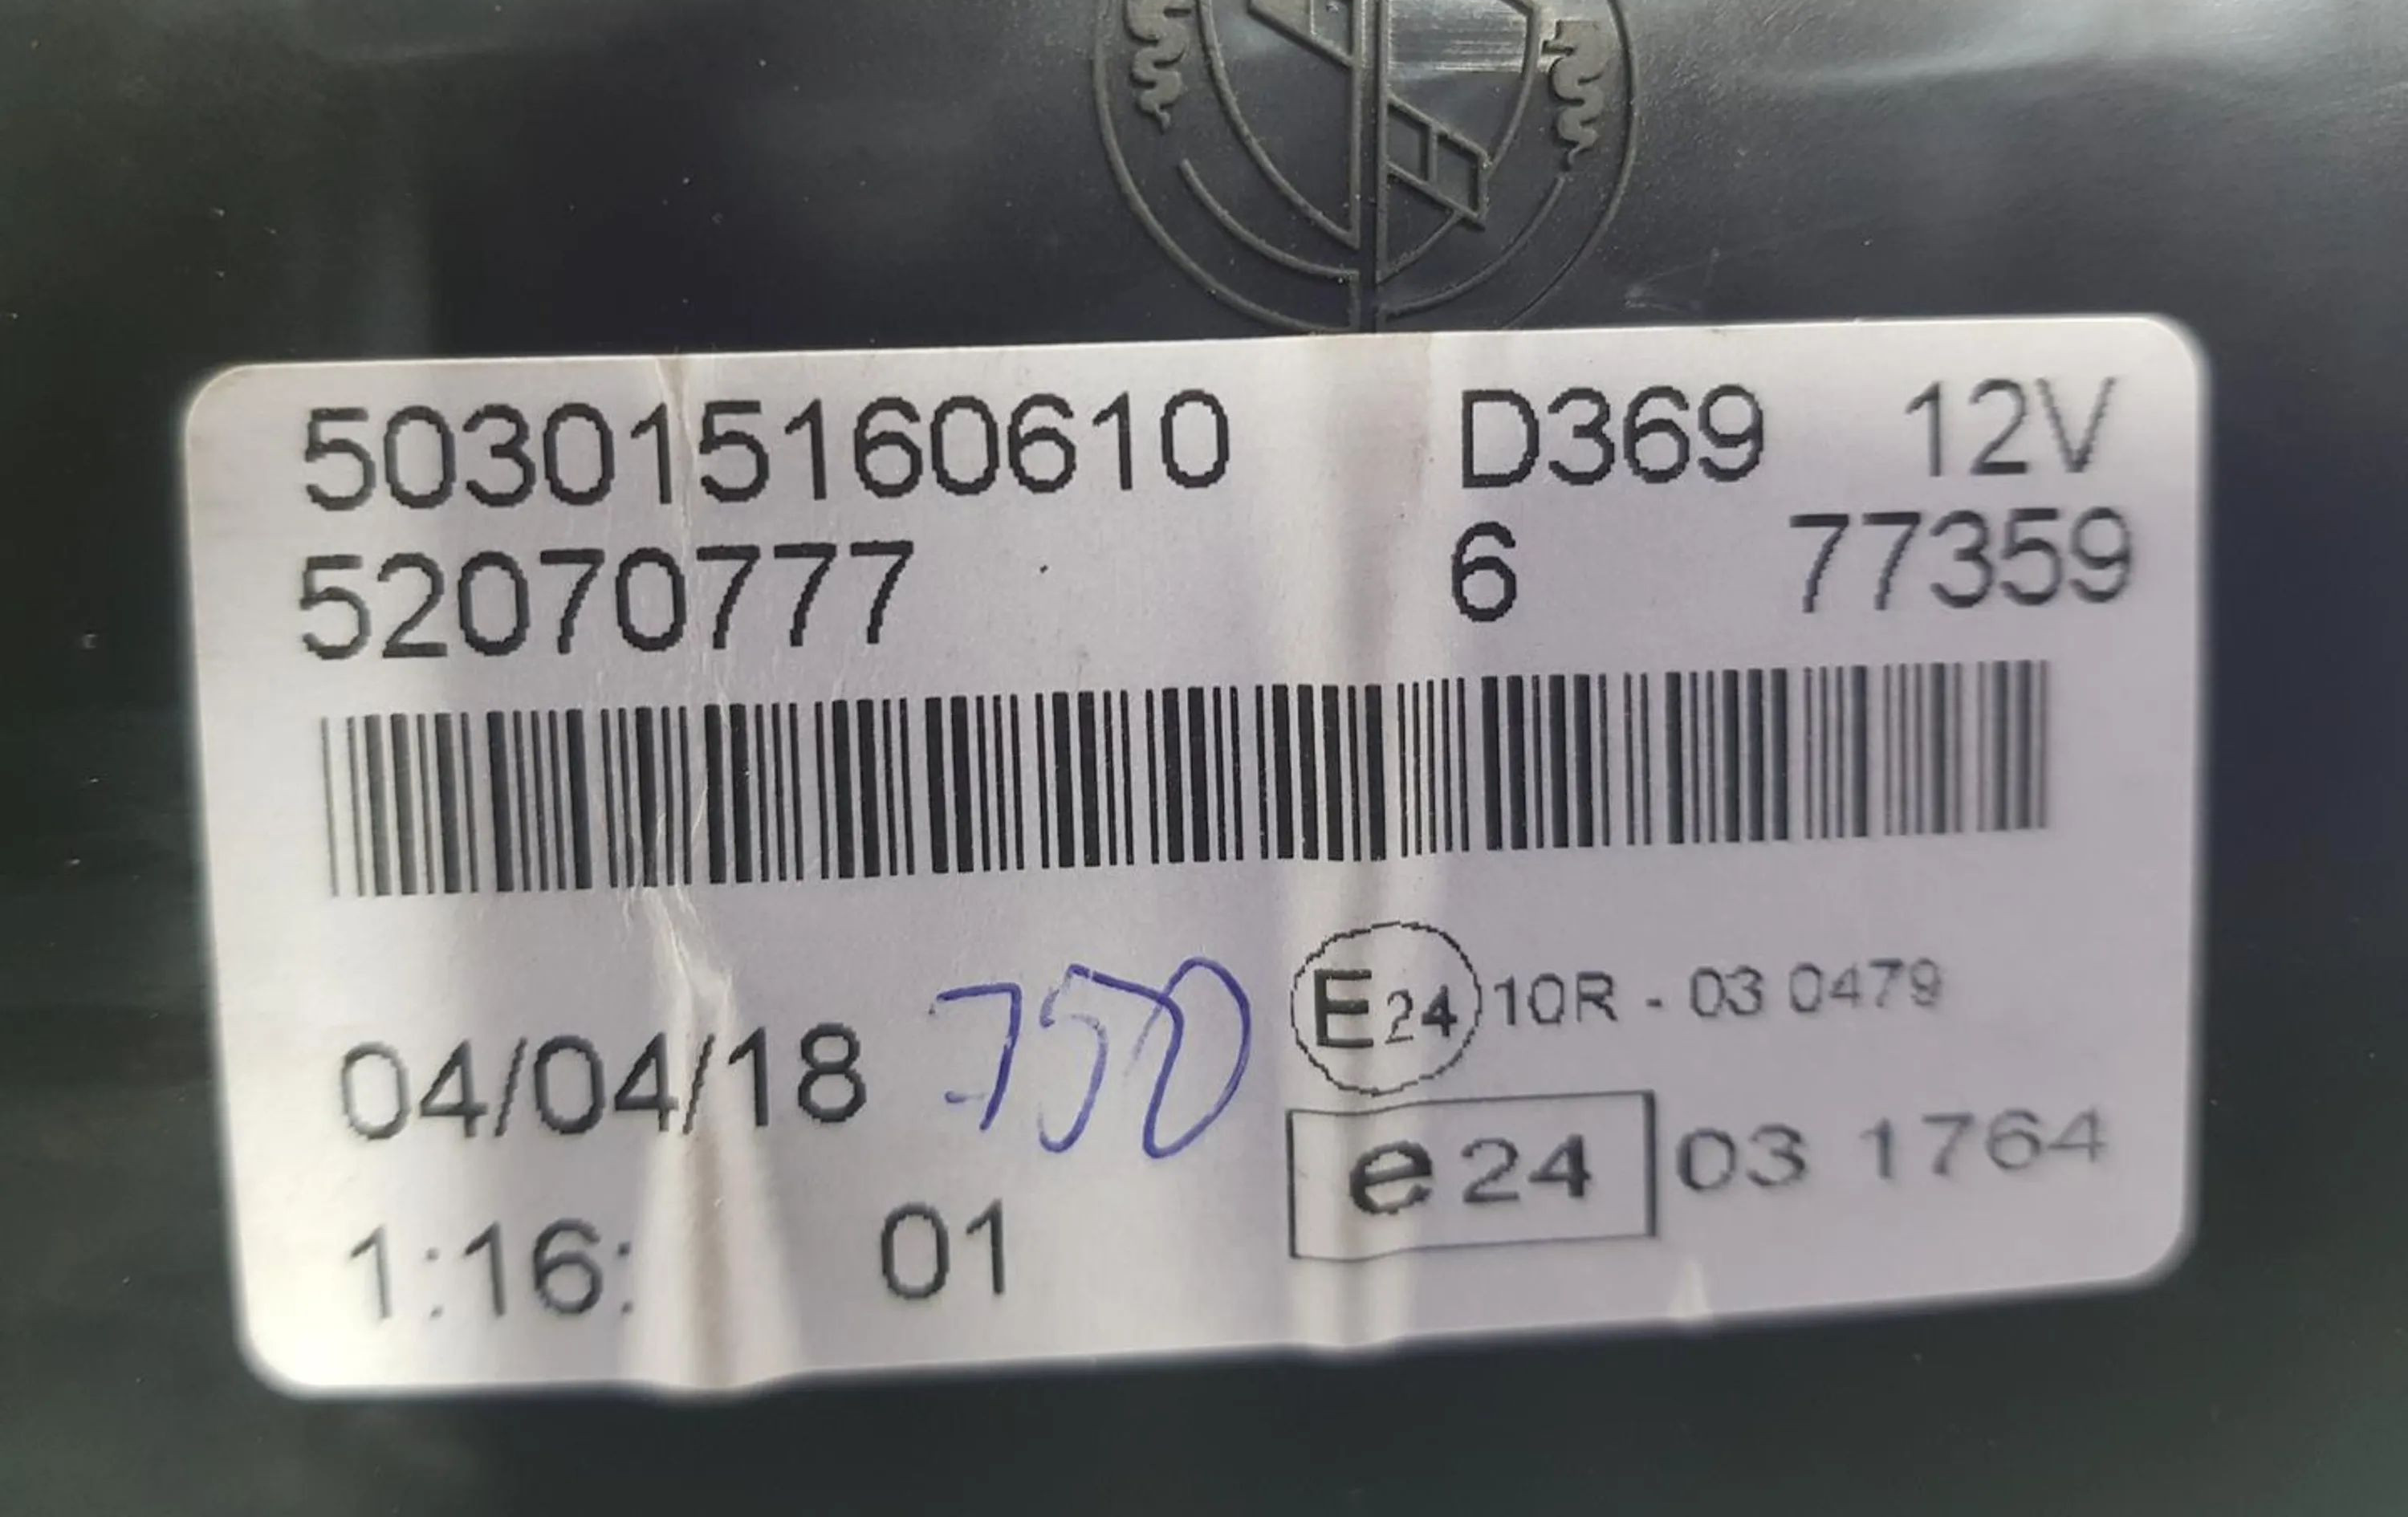 503015160610 D369 12V
52070777 6 77359
E24 10R - 03 0479
04/04/18 750
e24 03 1764
1:16: 01